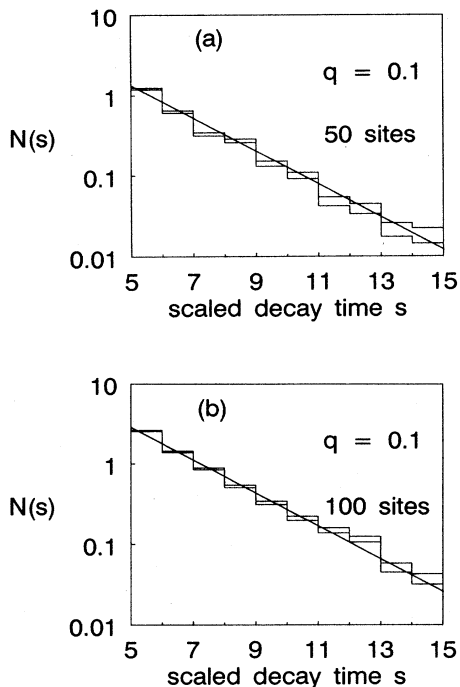 10
(a)
q = 0.1
1
N(s)
50 sites
0.1
0.01
5 7 9 11 13 15
scaled decay time s
10
(b)
q = 0.1
1
N(s)
100 sites
0.1
0.01
5 7 9 11 13 15
scaled decay time s